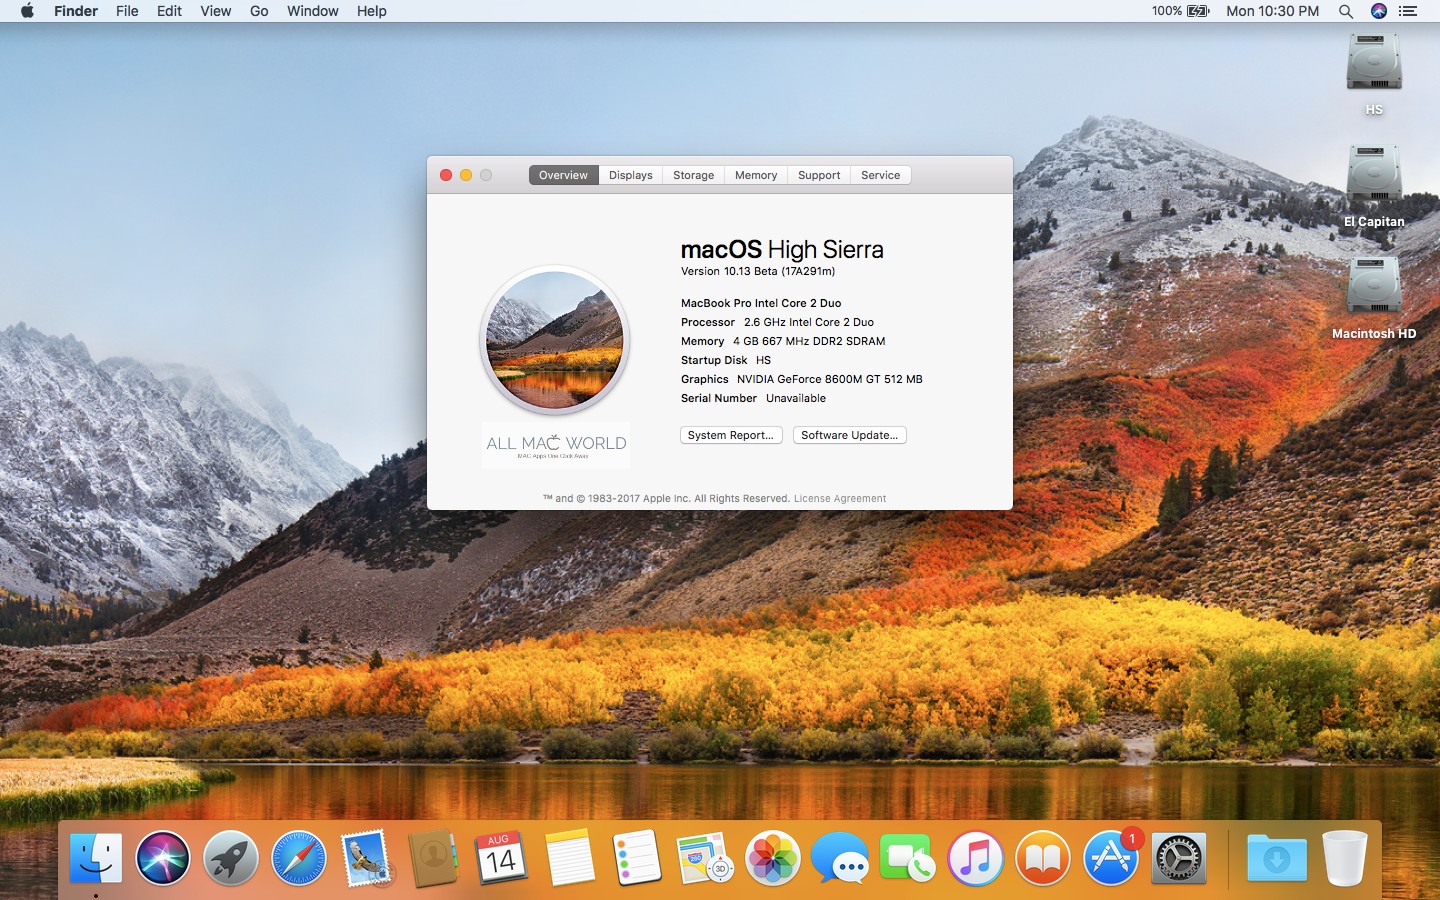 Finder File Edit View Go Window Help
100% Mon 10:30 PM
HS
El Capitan
Macintosh HD
Overview Displays Storage Memory Support Service
macOS High Sierra
Version 10.13 Beta (17A291m)
MacBook Pro Intel Core 2 Duo
Processor 2.6 GHz Intel Core 2 Duo
Memory 4 GB 667 MHz DDR2 SDRAM
Startup Disk HS
Graphics NVIDIA GeForce 8600M GT 512 MB
Serial Number Unavailable
System Report... Software Update...
ALL MAC WORLD
MAC Apps One Click Away
™ and © 1983-2017 Apple Inc. All Rights Reserved. License Agreement
AUG
14
280
3D
1